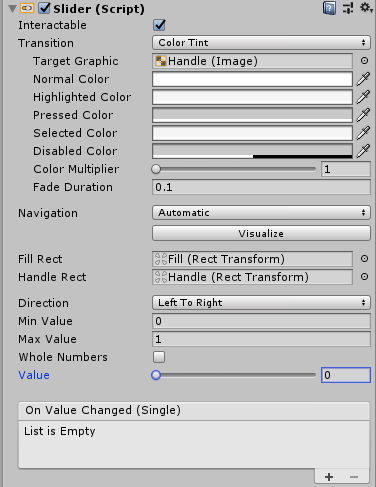 Slider (Script)
Interactable
Transition Color Tint
Target Graphic Handle (Image)
Normal Color
Highlighted Color
Pressed Color
Selected Color
Disabled Color
Color Multiplier 1
Fade Duration 0.1
Navigation Automatic
Visualize
Fill Rect Fill (Rect Transform)
Handle Rect Handle (Rect Transform)
Direction Left To Right
Min Value 0
Max Value 1
Whole Numbers
Value 0
On Value Changed (Single)
List is Empty